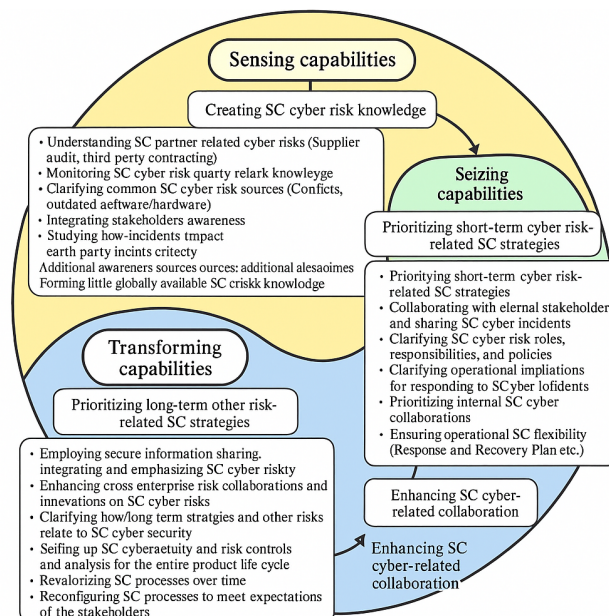 Sensing capabilities
Creating SC cyber risk knowledge
• Understanding SC partner related cyber risks (Supplier
audit, third perty contracting)
• Monitoring SC cyber risk quarty relark knowleyge
• Clarifying common SC cyber risk sources (Conficts,
outdated aeftware/hardware)
• Integrating stakeholders awareness
• Studying how-incidents tmpact
earth party incints critecty
Additional awareners sources ources: additional alesaoimes
Forming little globally available SC criskk knowlodge
Seizing
capabilities
Prioritizing short-term cyber risk-
related SC strategies
• Prioritying short-term cyber risk-
related SC strategies
• Collaborating with eternal stakeholder
and sharing SC cyber incidents
• Clarifying SC cyber risk roles,
responsibilities, and policies
• Clarifying operational impliations
for responding to SCyber lofidents
• Prioritizing internal SC cyber
collaborations
• Ensuring operational SC flexibility
(Response and Recovery Plan etc.)
Transforming
capabilities
Prioritizing long-term other risk-
related SC strategies
• Employing secure information sharing.
integrating and emphasizing SC cyber riskty
• Enhancing cross enterprise risk collaborations and
innevations on SC cyber risks
• Clarifying how/long term stratgies and other risks
relate to SC cyber security
• Seifing up SC cyberaetuity and risk controls
and analysis for the entire product life cycle
• Revalorizing SC processes over time
• Reconfiguring SC processes to meet expectations
of the stakeholders
Enhancing SC cyber-
related collaboration
Enhancing SC
cyber-related
collaboration